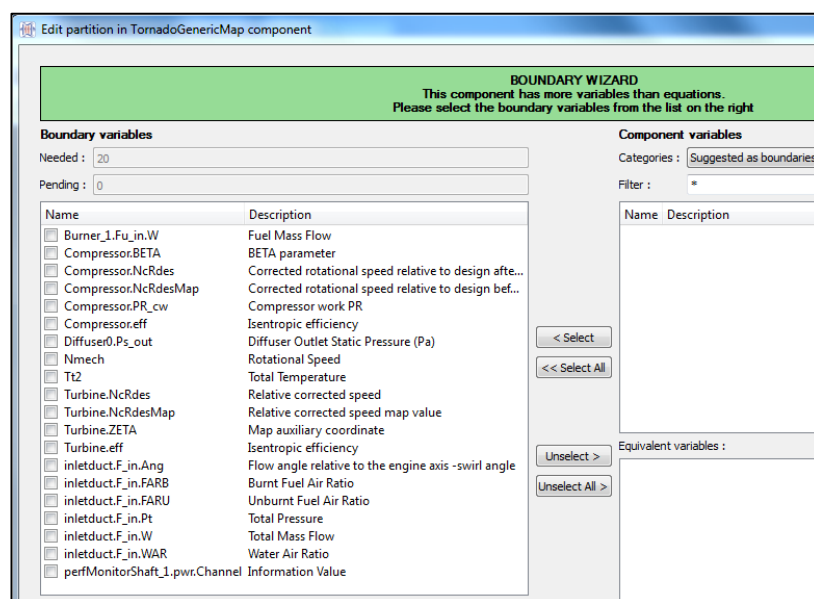 Edit partition in TornadoGenericMap component
BOUNDARY WIZARD
This component has more variables than equations.
Please select the boundary variables from the list on the right
Boundary variables
Needed : 20
Pending : 0
Name Description
Burner_1.Fu_in.W Fuel Mass Flow
Compressor.BETA BETA parameter
Compressor.NcRdes Corrected rotational speed relative to design afte...
Compressor.NcRdesMap Corrected rotational speed relative to design bef...
Compressor.PR_cw Compressor work PR
Compressor.eff Isentropic efficiency
Diffuser0.Ps_out Diffuser Outlet Static Pressure (Pa)
Nmech Rotational Speed
Tt2 Total Temperature
Turbine.NcRdes Relative corrected speed
Turbine.NcRdesMap Relative corrected speed map value
Turbine.ZETA Map auxiliary coordinate
Turbine.eff Isentropic efficiency
inletduct.F_in.Ang Flow angle relative to the engine axis -swirl angle
inletduct.F_in.FARB Burnt Fuel Air Ratio
inletduct.F_in.FARU Unburnt Fuel Air Ratio
inletduct.F_in.Pt Total Pressure
inletduct.F_in.W Total Mass Flow
inletduct.F_in.WAR Water Air Ratio
perfMonitorShaft_1.pwr.Channel Information Value
< Select
<< Select All
Unselect >
Unselect All >
Component variables
Categories : Suggested as boundaries
Filter : *
Name Description
Equivalent variables :